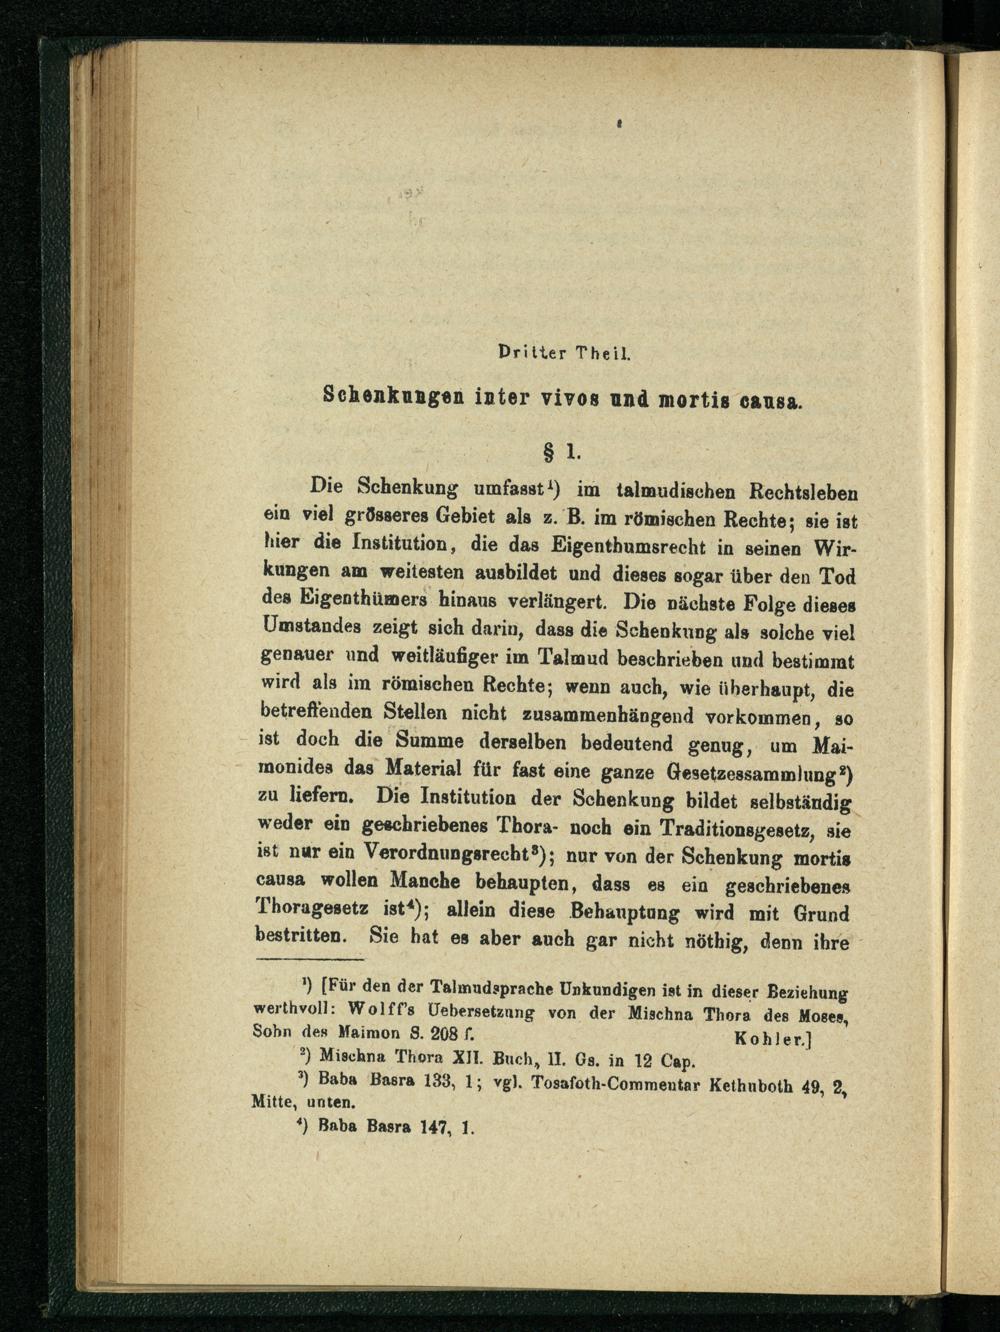 Dritter Theil.
Schenkungen inter vivos und mortis causa.
§ 1.
Die Schenkung umfasst¹) im talmudischen Rechtsleben
ein viel grösseres Gebiet als z. B. im römischen Rechte; sie ist
hier die Institution, die das Eigenthumsrecht in seinen Wir-
kungen am weitesten ausbildet und dieses sogar über den Tod
des Eigenthümers hinaus verlängert. Die nächste Folge dieses
Umstandes zeigt sich darin, dass die Schenkung als solche viel
genauer und weitläufiger im Talmud beschrieben und bestimmt
wird als im römischen Rechte; wenn auch, wie überhaupt, die
betreffenden Stellen nicht zusammenhängend vorkommen, so
ist doch die Summe derselben bedeutend genug, um Mai-
monides das Material für fast eine ganze Gesetzessammlung²)
zu liefern. Die Institution der Schenkung bildet selbständig
weder ein geschriebenes Thora- noch ein Traditionsgesetz, sie
ist nur ein Verordnungsrecht³); nur von der Schenkung mortis
causa wollen Manche behaupten, dass es ein geschriebenes
Thoragesetz ist⁴); allein diese Behauptung wird mit Grund
bestritten. Sie hat es aber auch gar nicht nöthig, denn ihre
¹) [Für den der Talmudsprache Unkundigen ist in dieser Beziehung
werthvoll: Wolff's Uebersetzung von der Mischna Thora des Moses,
Sohn des Maimon S. 208 f. Kohler.]
²) Mischna Thora XII. Buch, II. Gs. in 12 Cap.
³) Baba Basra 133, 1; vgl. Tosafoth-Commentar Kethuboth 49, 2,
Mitte, unten.
⁴) Baba Basra 147, 1.